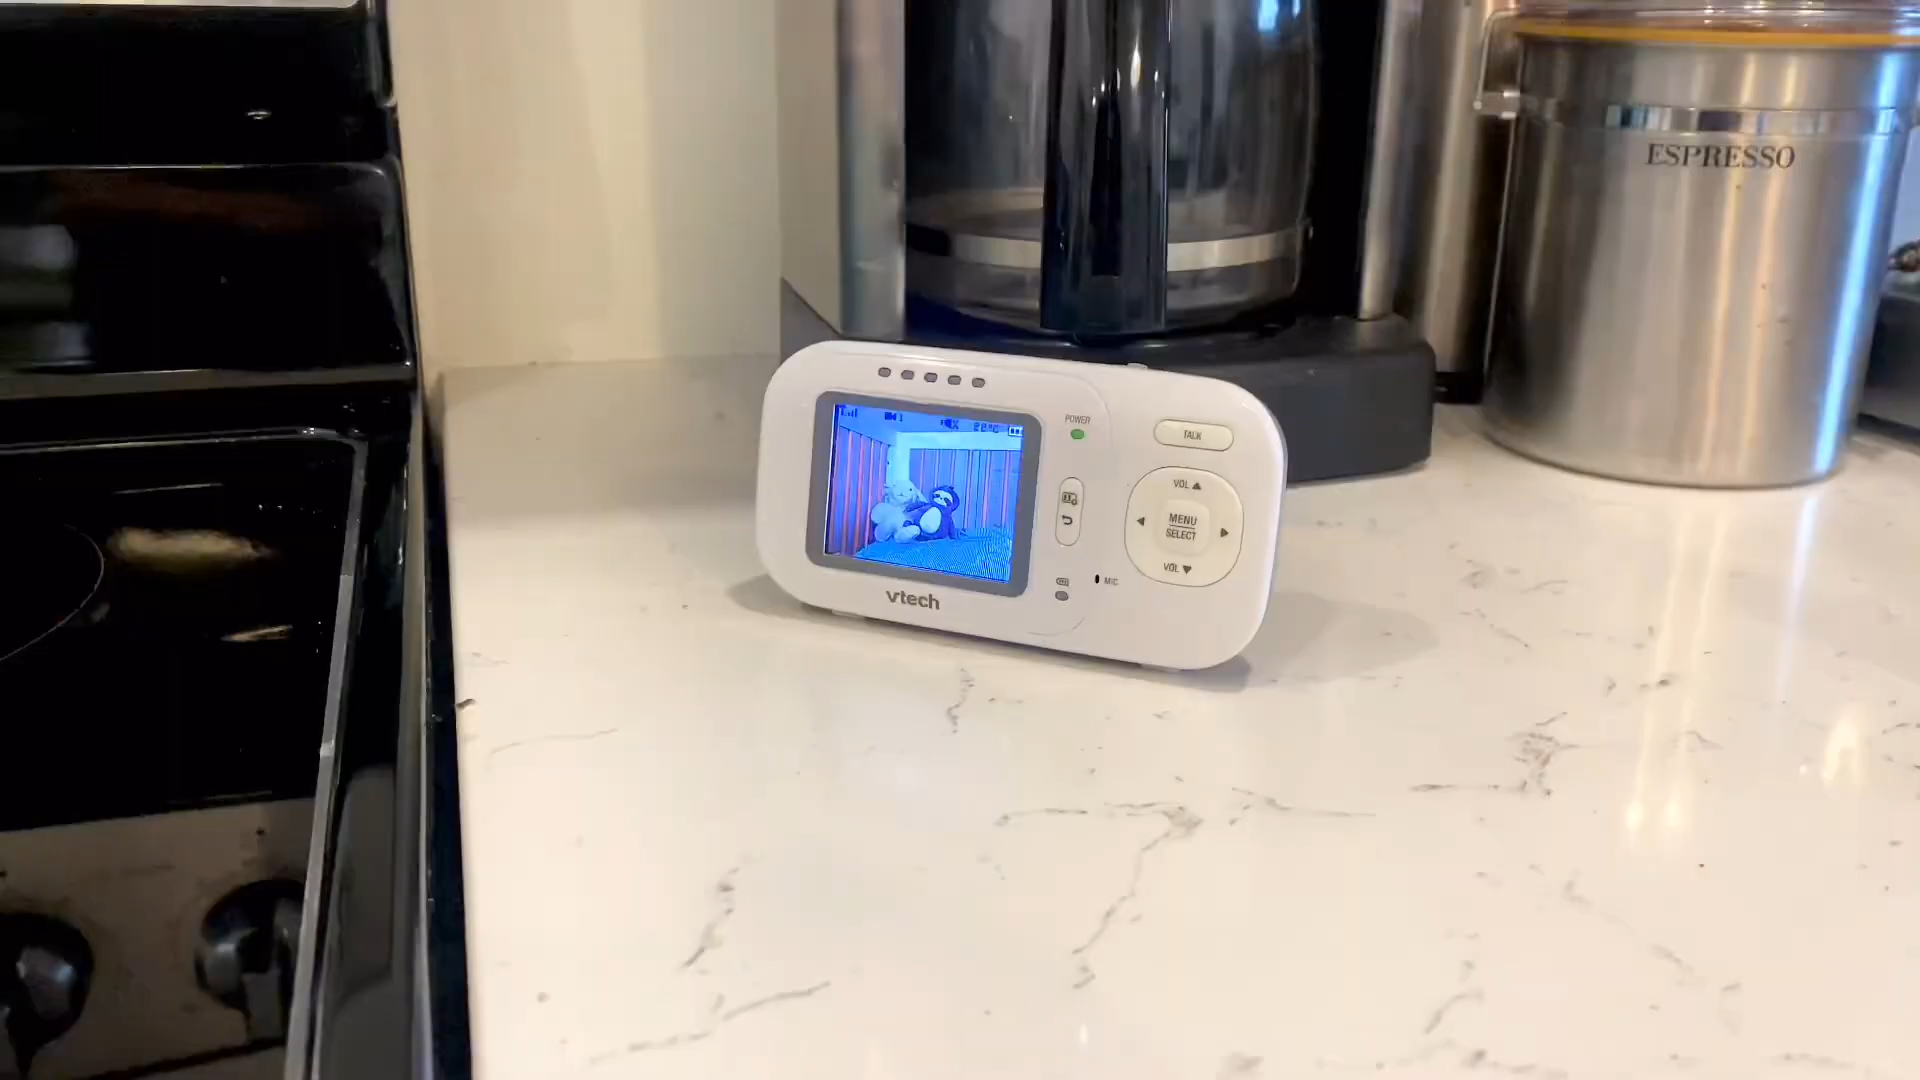 ESPRESSO
POWER
TALK
VOL ▲
MENU
SELECT
VOL ▼
MIC
vtech